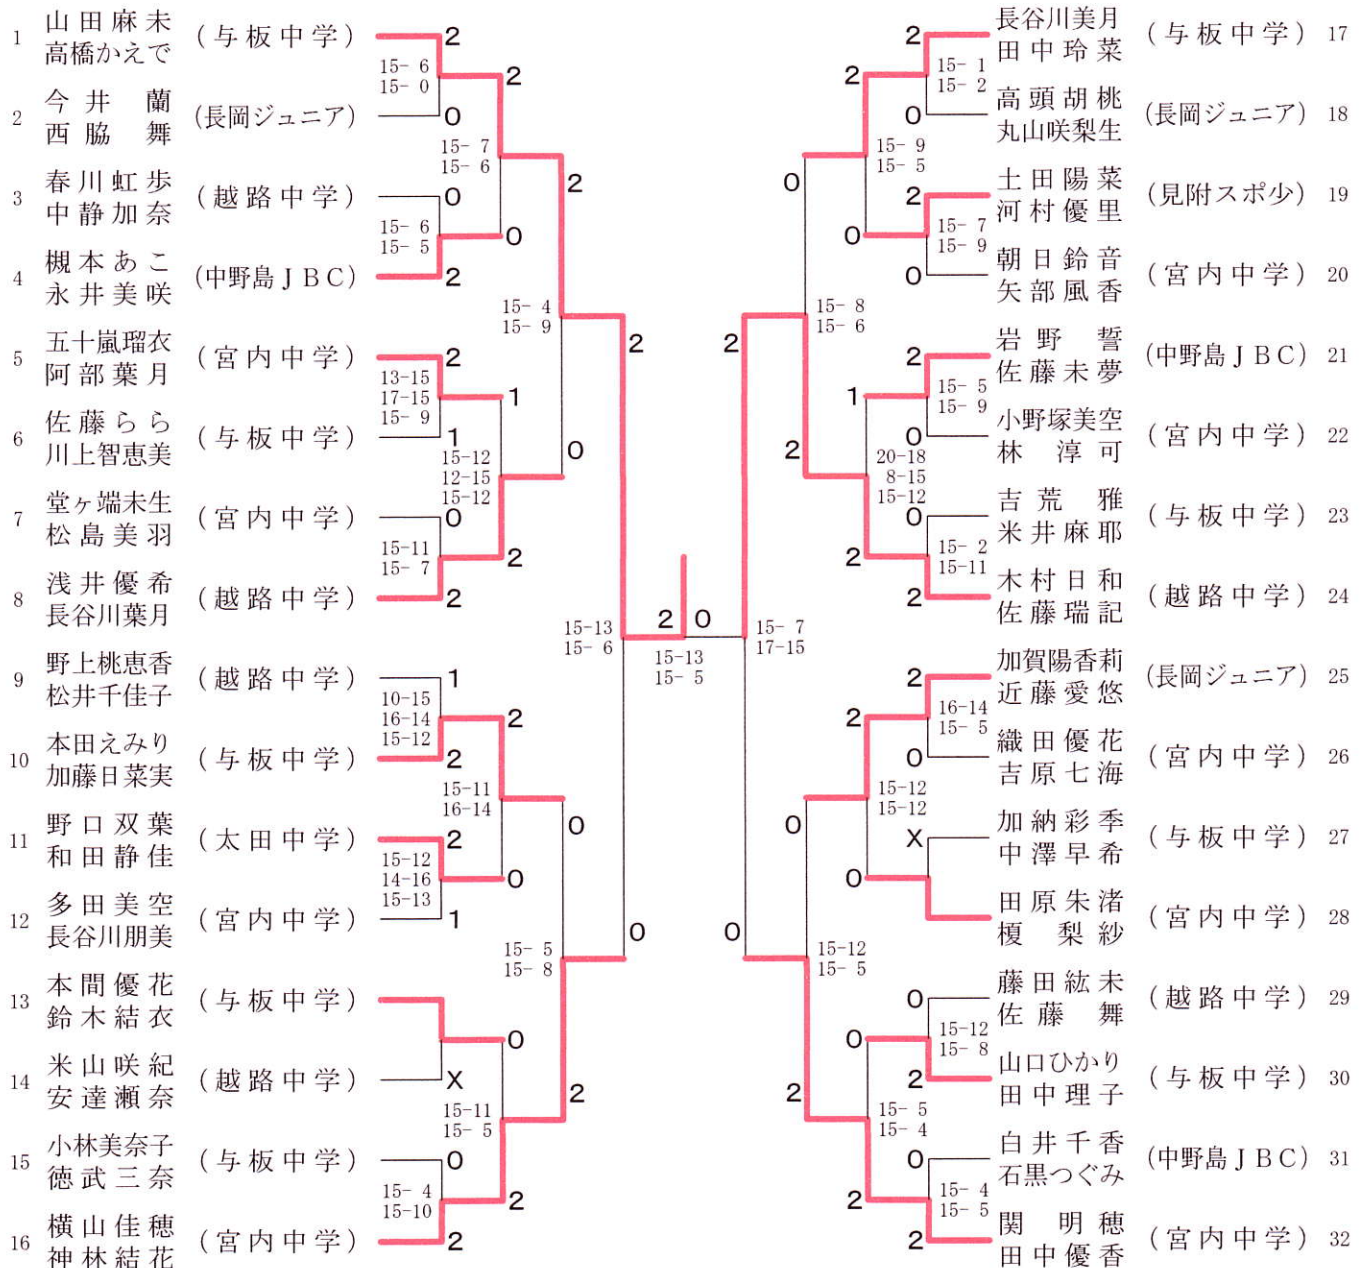 1 山田麻未 高橋かえで (与板中学) 2
15-6
15-0
2 今井 蘭 西脇 舞 (長岡ジュニア) 0
2
15-7
15-6
3 春川虹歩 中静加奈 (越路中学) 0
15-6
15-5
4 槻本あこ 永井美咲 (中野島JBC) 2
0
2
15-4
15-9
5 五十嵐瑠衣 阿部葉月 (宮内中学) 2
13-15
17-15
15-9
6 佐藤らら 川上智恵美 (与板中学) 1
1
15-12
12-15
15-12
7 堂ヶ端未生 松島美羽 (宮内中学) 0
15-11
15-7
8 浅井優希 長谷川葉月 (越路中学) 2
2
0
2
15-13
15-6
9 野上桃恵香 松井千佳子 (越路中学) 1
10-15
16-14
15-12
10 本田えみり 加藤日菜実 (与板中学) 2
2
15-11
16-14
11 野口双葉 和田静佳 (太田中学) 2
15-12
14-16
15-13
12 多田美空 長谷川朋美 (宮内中学) 1
0
0
15-5
15-8
13 本間優花 鈴木結衣 (与板中学)
14 米山咲紀 安達瀬奈 (越路中学) X
0
15-11
15-5
15 小林美奈子 徳武三奈 (与板中学) 0
15-4
15-10
16 横山佳穂 神林結花 (宮内中学) 2
2
2
0
2 0
15-13
15-5
2 長谷川美月 田中玲菜 (与板中学) 17
15-1
15-2
0 高頭胡桃 丸山咲梨生 (長岡ジュニア) 18
2
15-9
15-5
2 土田陽菜 河村優里 (見附スポ少) 19
15-7
15-9
0 朝日鈴音 矢部風香 (宮内中学) 20
0
0
15-8
15-6
2 岩野 誓 佐藤未夢 (中野島JBC) 21
15-5
15-9
0 小野塚美空 林 淳可 (宮内中学) 22
1
20-18
8-15
15-12
0 吉荒 雅 米井麻耶 (与板中学) 23
15-2
15-11
2 木村日和 佐藤瑞記 (越路中学) 24
2
2
2
15-7
17-15
2 加賀陽香莉 近藤愛悠 (長岡ジュニア) 25
16-14
15-5
0 織田優花 吉原七海 (宮内中学) 26
2
15-12
15-12
X 加納彩季 中澤早希 (与板中学) 27
田原朱渚 榎 梨紗 (宮内中学) 28
0
0
15-12
15-5
0 藤田紘未 佐藤 舞 (越路中学) 29
15-12
15-8
2 山口ひかり 田中理子 (与板中学) 30
0
15-5
15-4
0 白井千香 石黒つぐみ (中野島JBC) 31
15-4
15-5
2 関 明穂 田中優香 (宮内中学) 32
2
2
0